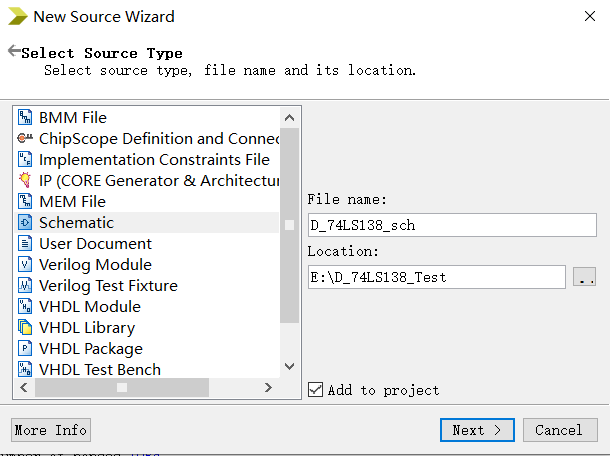 New Source Wizard
Select Source Type
Select source type, file name and its location.
BMM File
ChipScope Definition and Connec
Implementation Constraints File
IP (CORE Generator & Architectur
MEM File
Schematic
User Document
Verilog Module
Verilog Test Fixture
VHDL Module
VHDL Library
VHDL Package
VHDL Test Bench
File name:
D_74LS138_sch
Location:
E:\D_74LS138_Test
..
Add to project
More Info
Next >
Cancel